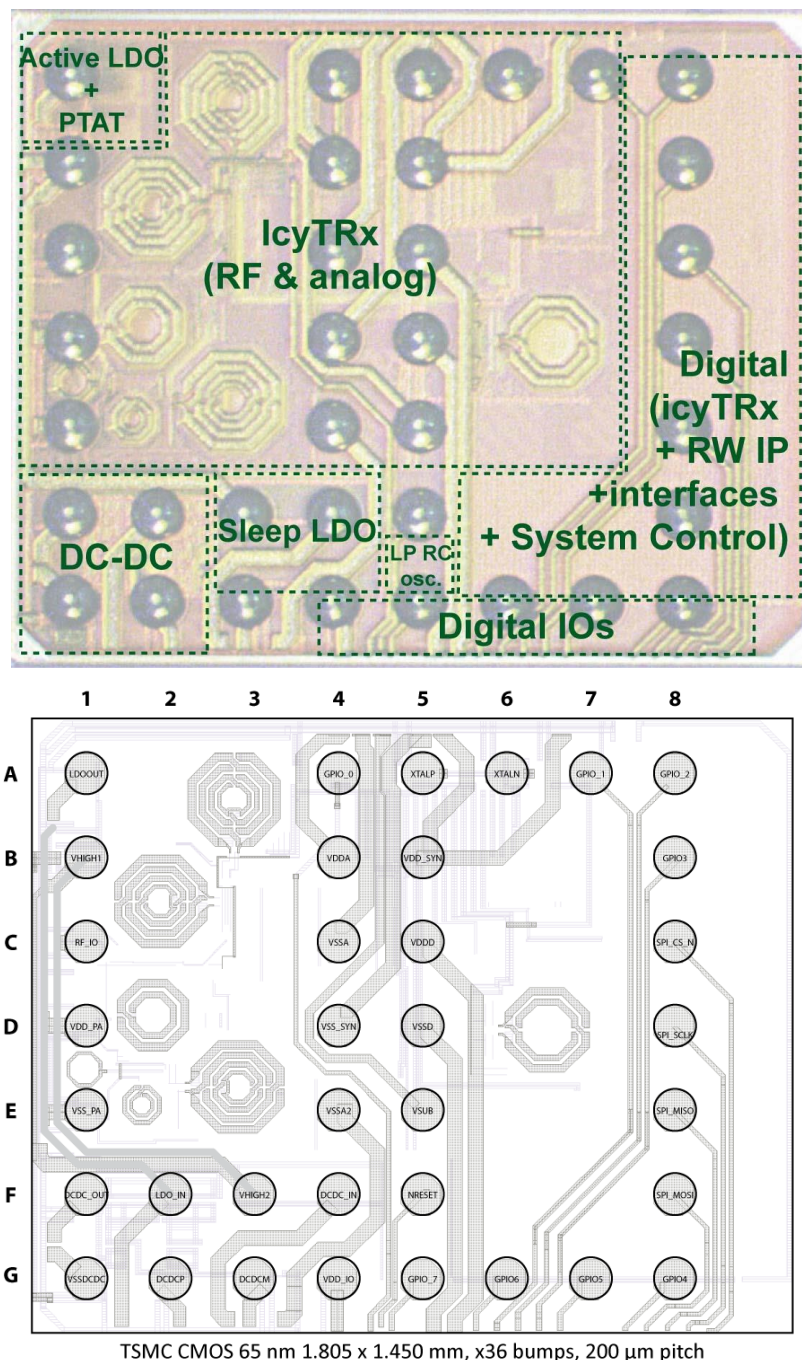 Active LDO
+
PTAT
IcyTRx
(RF & analog)
Digital
(icyTRx
+ RW IP
+interfaces
+ System Control)
DC-DC
Sleep LDO
LP RC
osc.
Digital IOs
1 2 3 4 5 6 7 8
A LDOOUT GPIO_0 XTALP XTALN GPIO_1 GPIO_2
B VHIGH1 VDDA VDD_SYN GPIO3
C RF_IO VSSA VDDD SPI_CS_N
D VDD_PA VSS_SYN VSSD SPI_SCLK
E VSS_PA VSSA2 VSUB SPI_MISO
F DCDC_OUT LDO_IN VHIGH2 DCDC_IN NRESET SPI_MOSI
G VSSDCDC DCDCP DCDCM VDD_IO GPIO_7 GPIO6 GPIO5 GPIO4
TSMC CMOS 65 nm 1.805 x 1.450 mm, x36 bumps, 200 µm pitch